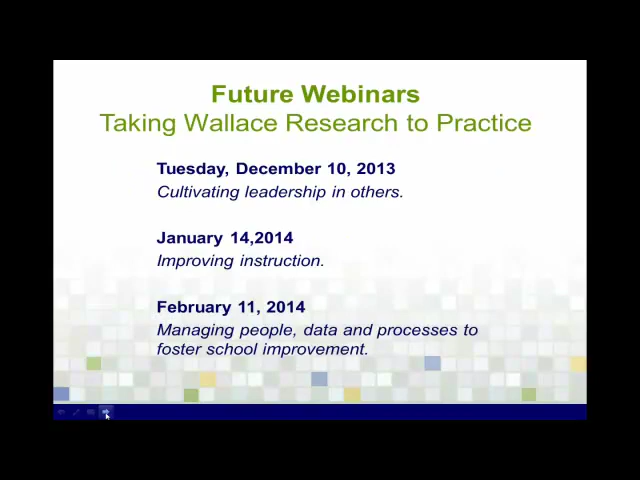 Future Webinars
Taking Wallace Research to Practice
Tuesday, December 10, 2013
Cultivating leadership in others.
January 14,2014
Improving instruction.
February 11, 2014
Managing people, data and processes to
foster school improvement.